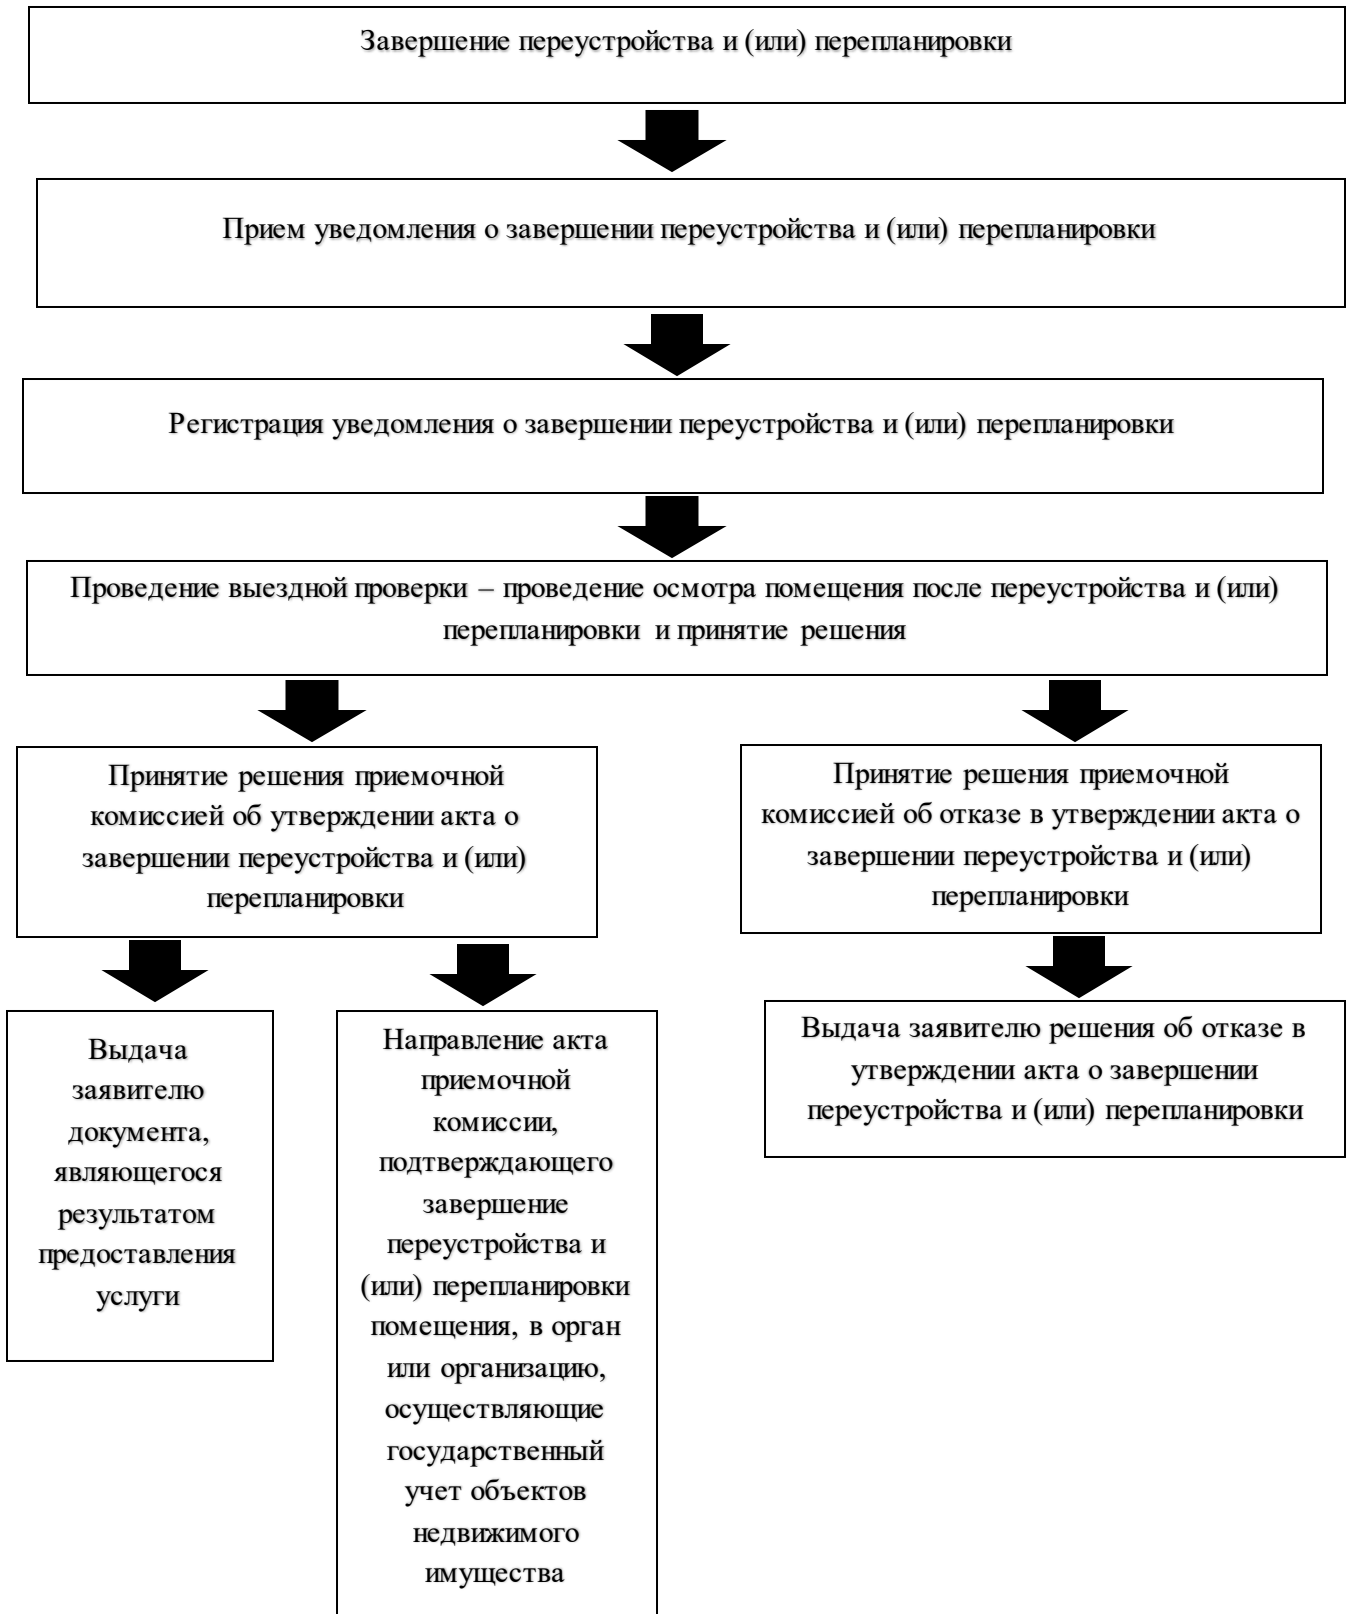 Завершение переустройства и (или) перепланировки
Прием уведомления о завершении переустройства и (или) перепланировки
Регистрация уведомления о завершении переустройства и (или) перепланировки
Проведение выездной проверки – проведение осмотра помещения после переустройства и (или)
перепланировки и принятие решения
Принятие решения приемочной
комиссией об утверждении акта о
завершении переустройства и (или)
перепланировки
Принятие решения приемочной
комиссией об отказе в утверждении акта о
завершении переустройства и (или)
перепланировки
Выдача
заявителю
документа,
являющегося
результатом
предоставления
услуги
Направление акта
приемочной
комиссии,
подтверждающего
завершение
переустройства и
(или) перепланировки
помещения, в орган
или организацию,
осуществляющие
государственный
учет объектов
недвижимого
имущества
Выдача заявителю решения об отказе в
утверждении акта о завершении
переустройства и (или) перепланировки